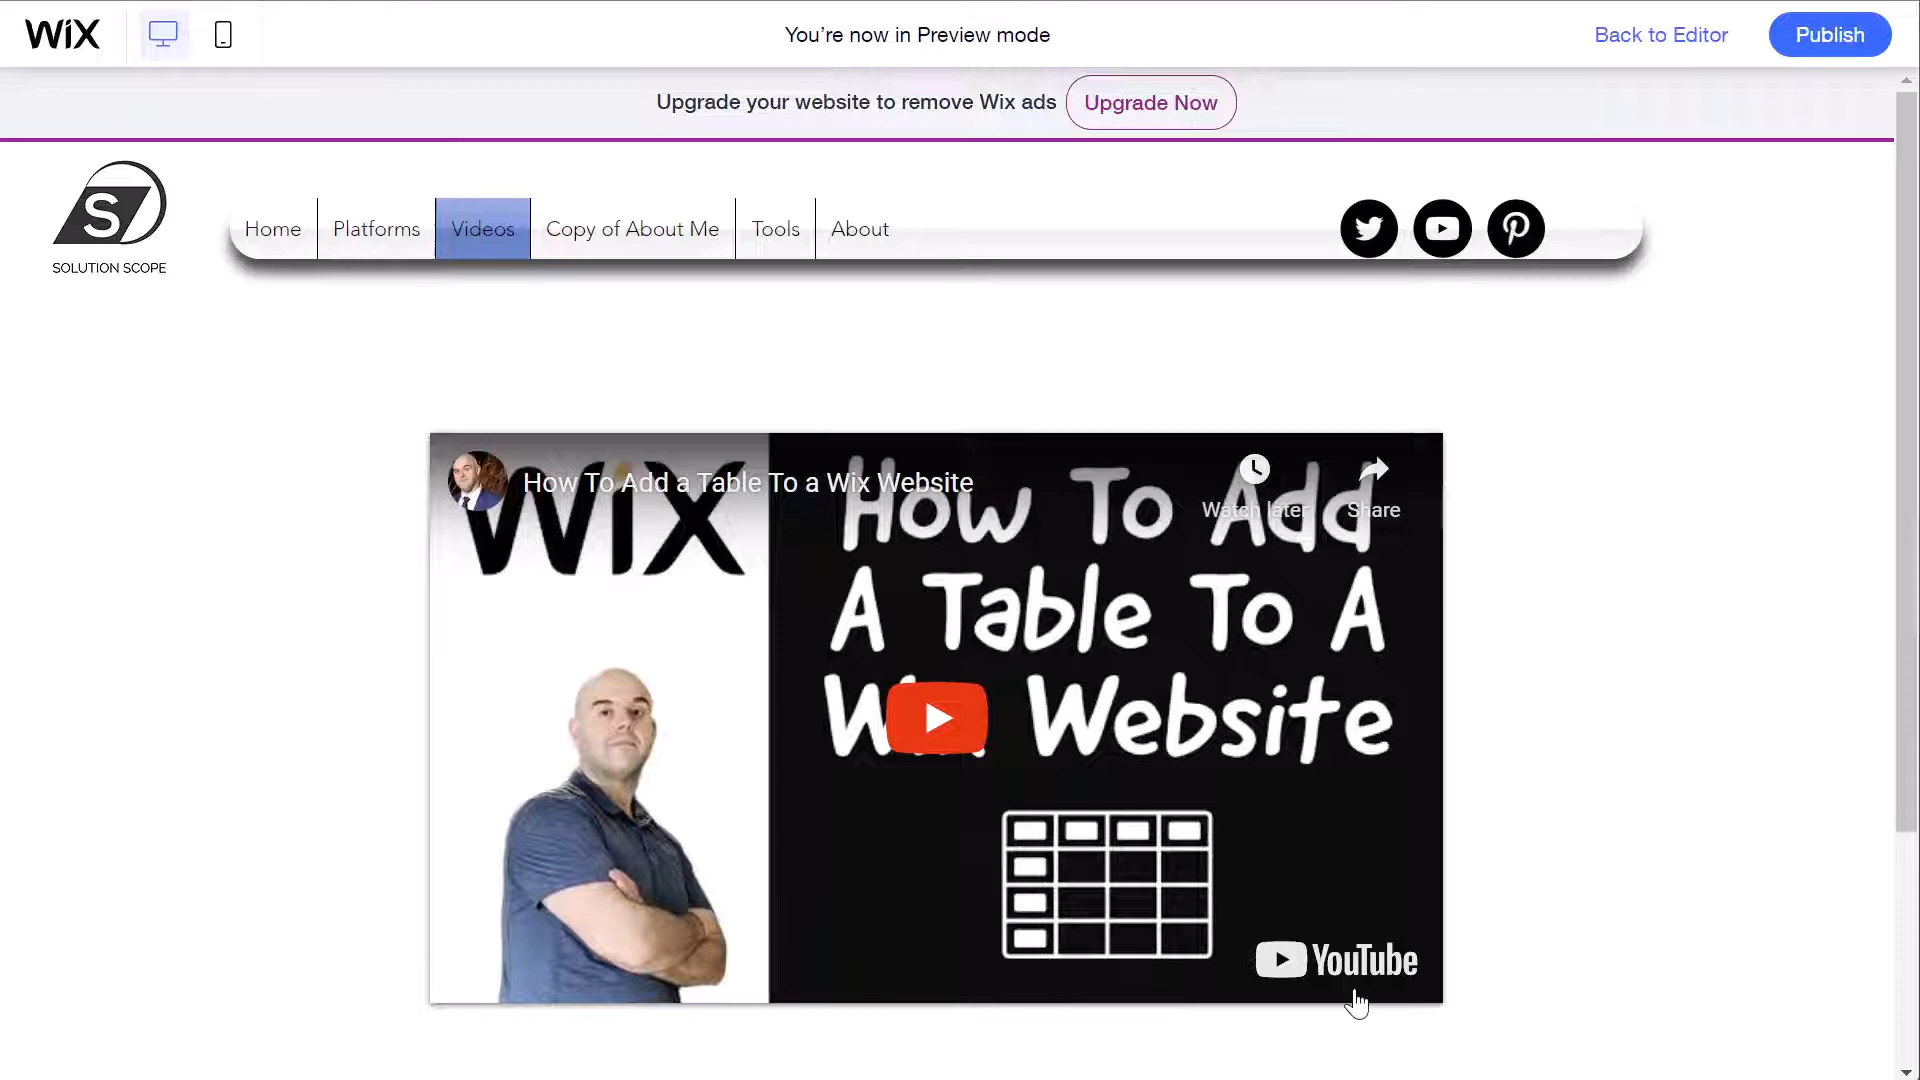 WiX
You're now in Preview mode
Back to Editor
Publish
Upgrade your website to remove Wix ads
Upgrade Now
S
SOLUTION SCOPE
Home
Platforms
Videos
Copy of About Me
Tools
About
How To Add a Table To a Wix Website
Watch later
Share
WiX
How To Add
A Table To A
Wix Website
YouTube